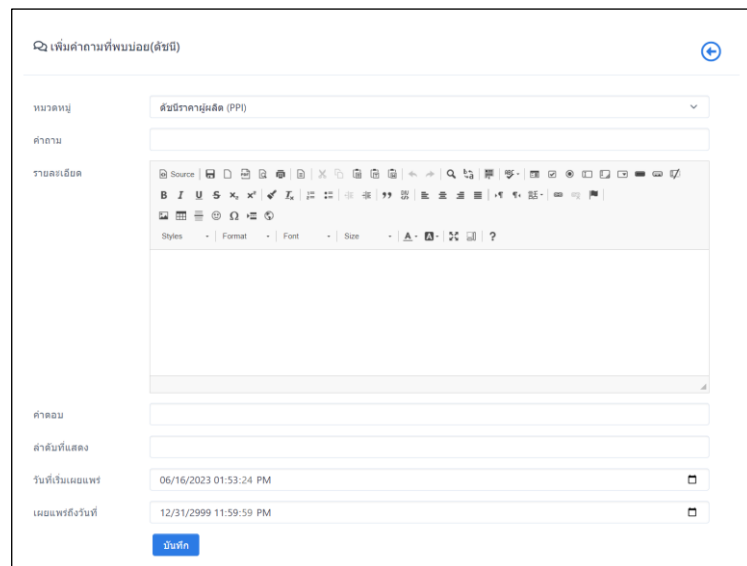 เพิ่มคำถามที่พบบ่อย(ดัชนี)
หมวดหมู่
ดัชนีราคาผู้ผลิต (PPI)
คำถาม
รายละเอียด
Source
B I U S x₂ x² Iₓ
Ω
Styles Format Font Size A A ?
คำตอบ
ลำดับที่แสดง
วันที่เริ่มเผยแพร่
06/16/2023 01:53:24 PM
เผยแพร่ถึงวันที่
12/31/2999 11:59:59 PM
บันทึก